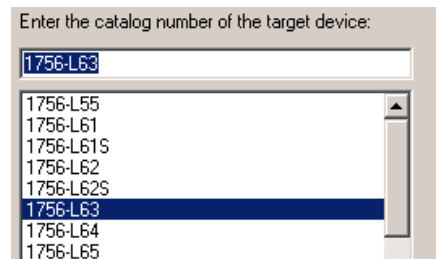 Enter the catalog number of the target device:
1756-L63
1756-L55
1756-L61
1756-L61S
1756-L62
1756-L62S
1756-L63
1756-L64
1756-L65